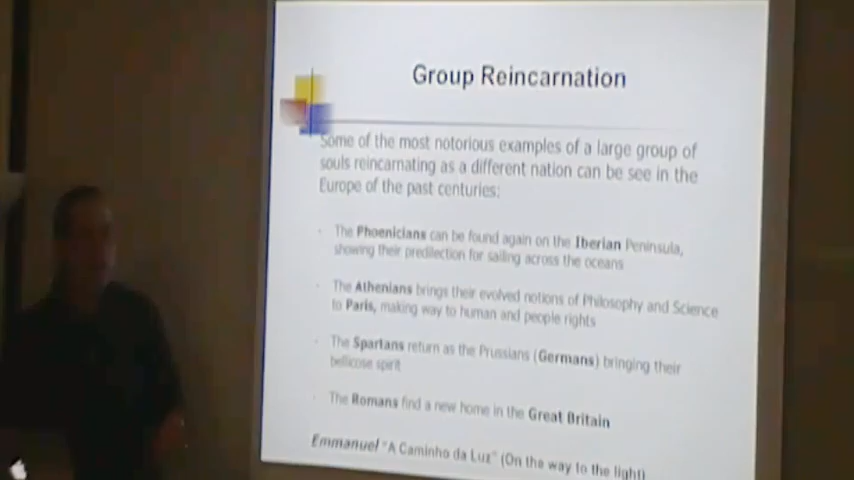 Group Reincarnation
Some of the most notorious examples of a large group of
souls reincarnating as a different nation can be see in the
Europe of the past centuries:
The Phoenicians can be found again on the Iberian Peninsula,
showing their predilection for sailing across the oceans
The Athenians brings their evolved notions of Philosophy and Science
to Paris, making way to human and people rights
The Spartans return as the Prussians (Germans) bringing their
bellicose spirit
The Romans find a new home in the Great Britain
Emmanuel "A Caminho da Luz" (On the way to the light)